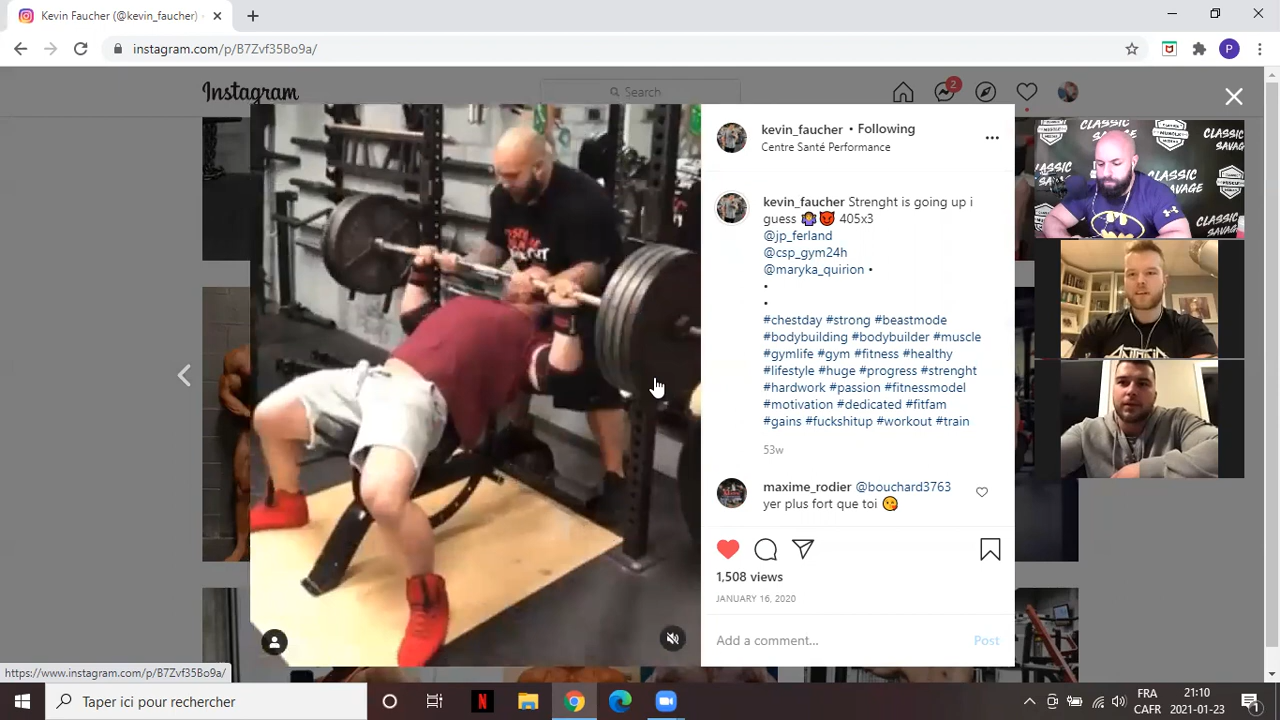 Kevin Faucher (@kevin_faucher) •
instagram.com/p/B7Zvf35Bo9a/
P
Instagram
Search
2
kevin_faucher • Following
Centre Santé Performance
kevin_faucher Strenght is going up i
guess 🤷‍♀️😈 405x3
@jp_ferland
@csp_gym24h
@maryka_quirion •
•
•
#chestday #strong #beastmode
#bodybuilding #bodybuilder #muscle
#gymlife #gym #fitness #healthy
#lifestyle #huge #progress #strenght
#hardwork #passion #fitnessmodel
#motivation #dedicated #fitfam
#gains #fuckshitup #workout #train
53w
maxime_rodier @bouchard3763
yer plus fort que toi 😘
1,508 views
JANUARY 16, 2020
Add a comment...
Post
CLASSIC
SAVAGE
CLASSIC
BATMAN
https://www.instagram.com/p/B7Zvf35Bo9a/
Taper ici pour rechercher
FRA
CAFR
21:10
2021-01-23
1